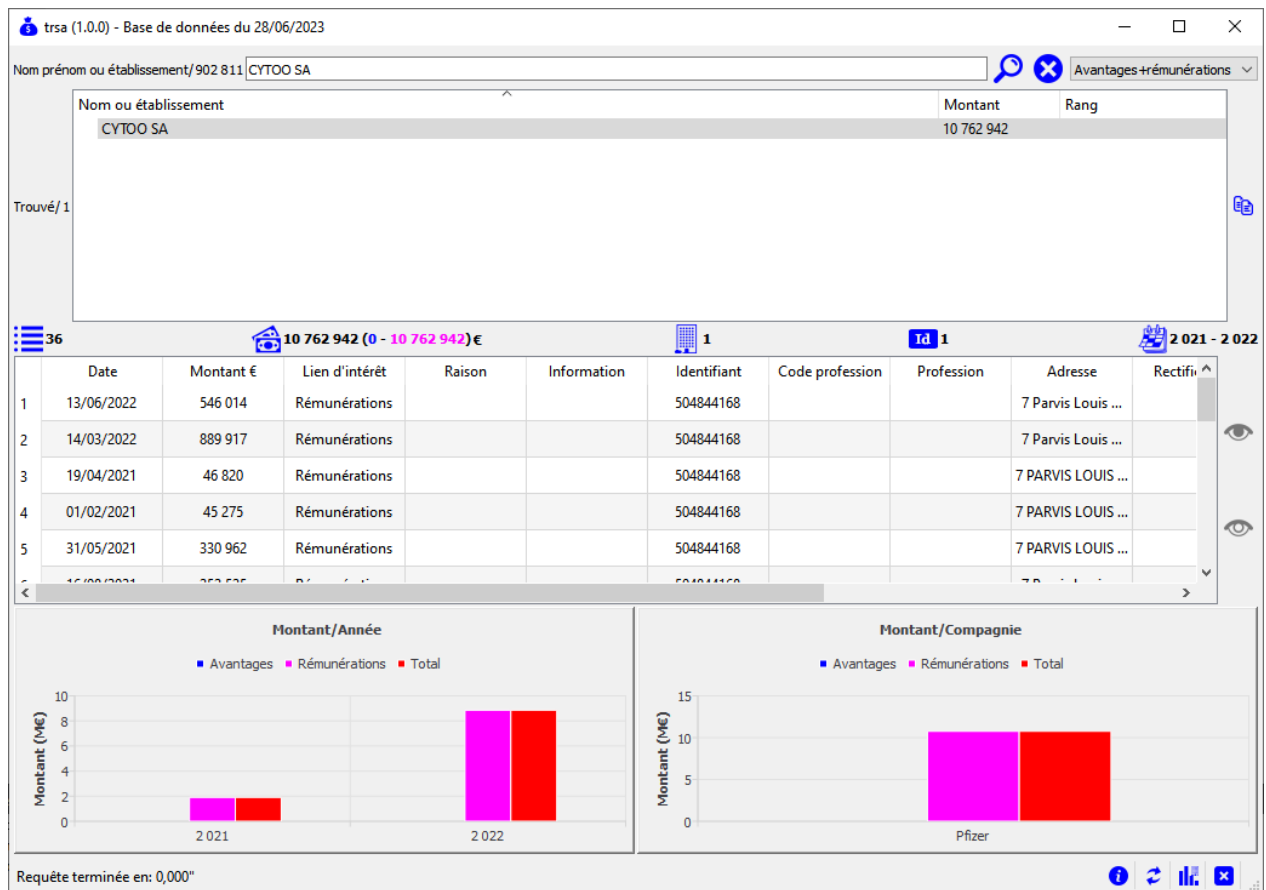 trsa (1.0.0) - Base de données du 28/06/2023
Nom prénom ou établissement/ 902 811 CYTOO SA Avantages+rémunérations
Nom ou établissement Montant Rang
CYTOO SA 10 762 942
Trouvé/ 1
36 10 762 942 (0 - 10 762 942) € 1 Id 1 2 021 - 2 022
Date Montant € Lien d'intérêt Raison Information Identifiant Code profession Profession Adresse
1 13/06/2022 546 014 Rémunérations 504844168 7 Parvis Louis ...
2 14/03/2022 889 917 Rémunérations 504844168 7 Parvis Louis ...
3 19/04/2021 46 820 Rémunérations 504844168 7 PARVIS LOUIS ...
4 01/02/2021 45 275 Rémunérations 504844168 7 PARVIS LOUIS ...
5 31/05/2021 330 962 Rémunérations 504844168 7 PARVIS LOUIS ...
Montant/Année
Avantages Rémunérations Total
Montant (M€)
10
8
6
4
2
0
2 021 2 022
Montant/Compagnie
Avantages Rémunérations Total
Montant (M€)
15
10
5
0
Pfizer
Requête terminée en: 0,000"